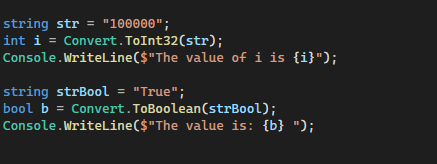 string str = "100000";
int i = Convert.ToInt32(str);
Console.WriteLine($"The value of i is {i}");
string strBool = "True";
bool b = Convert.ToBoolean(strBool);
Console.WriteLine($"The value is: {b} ");